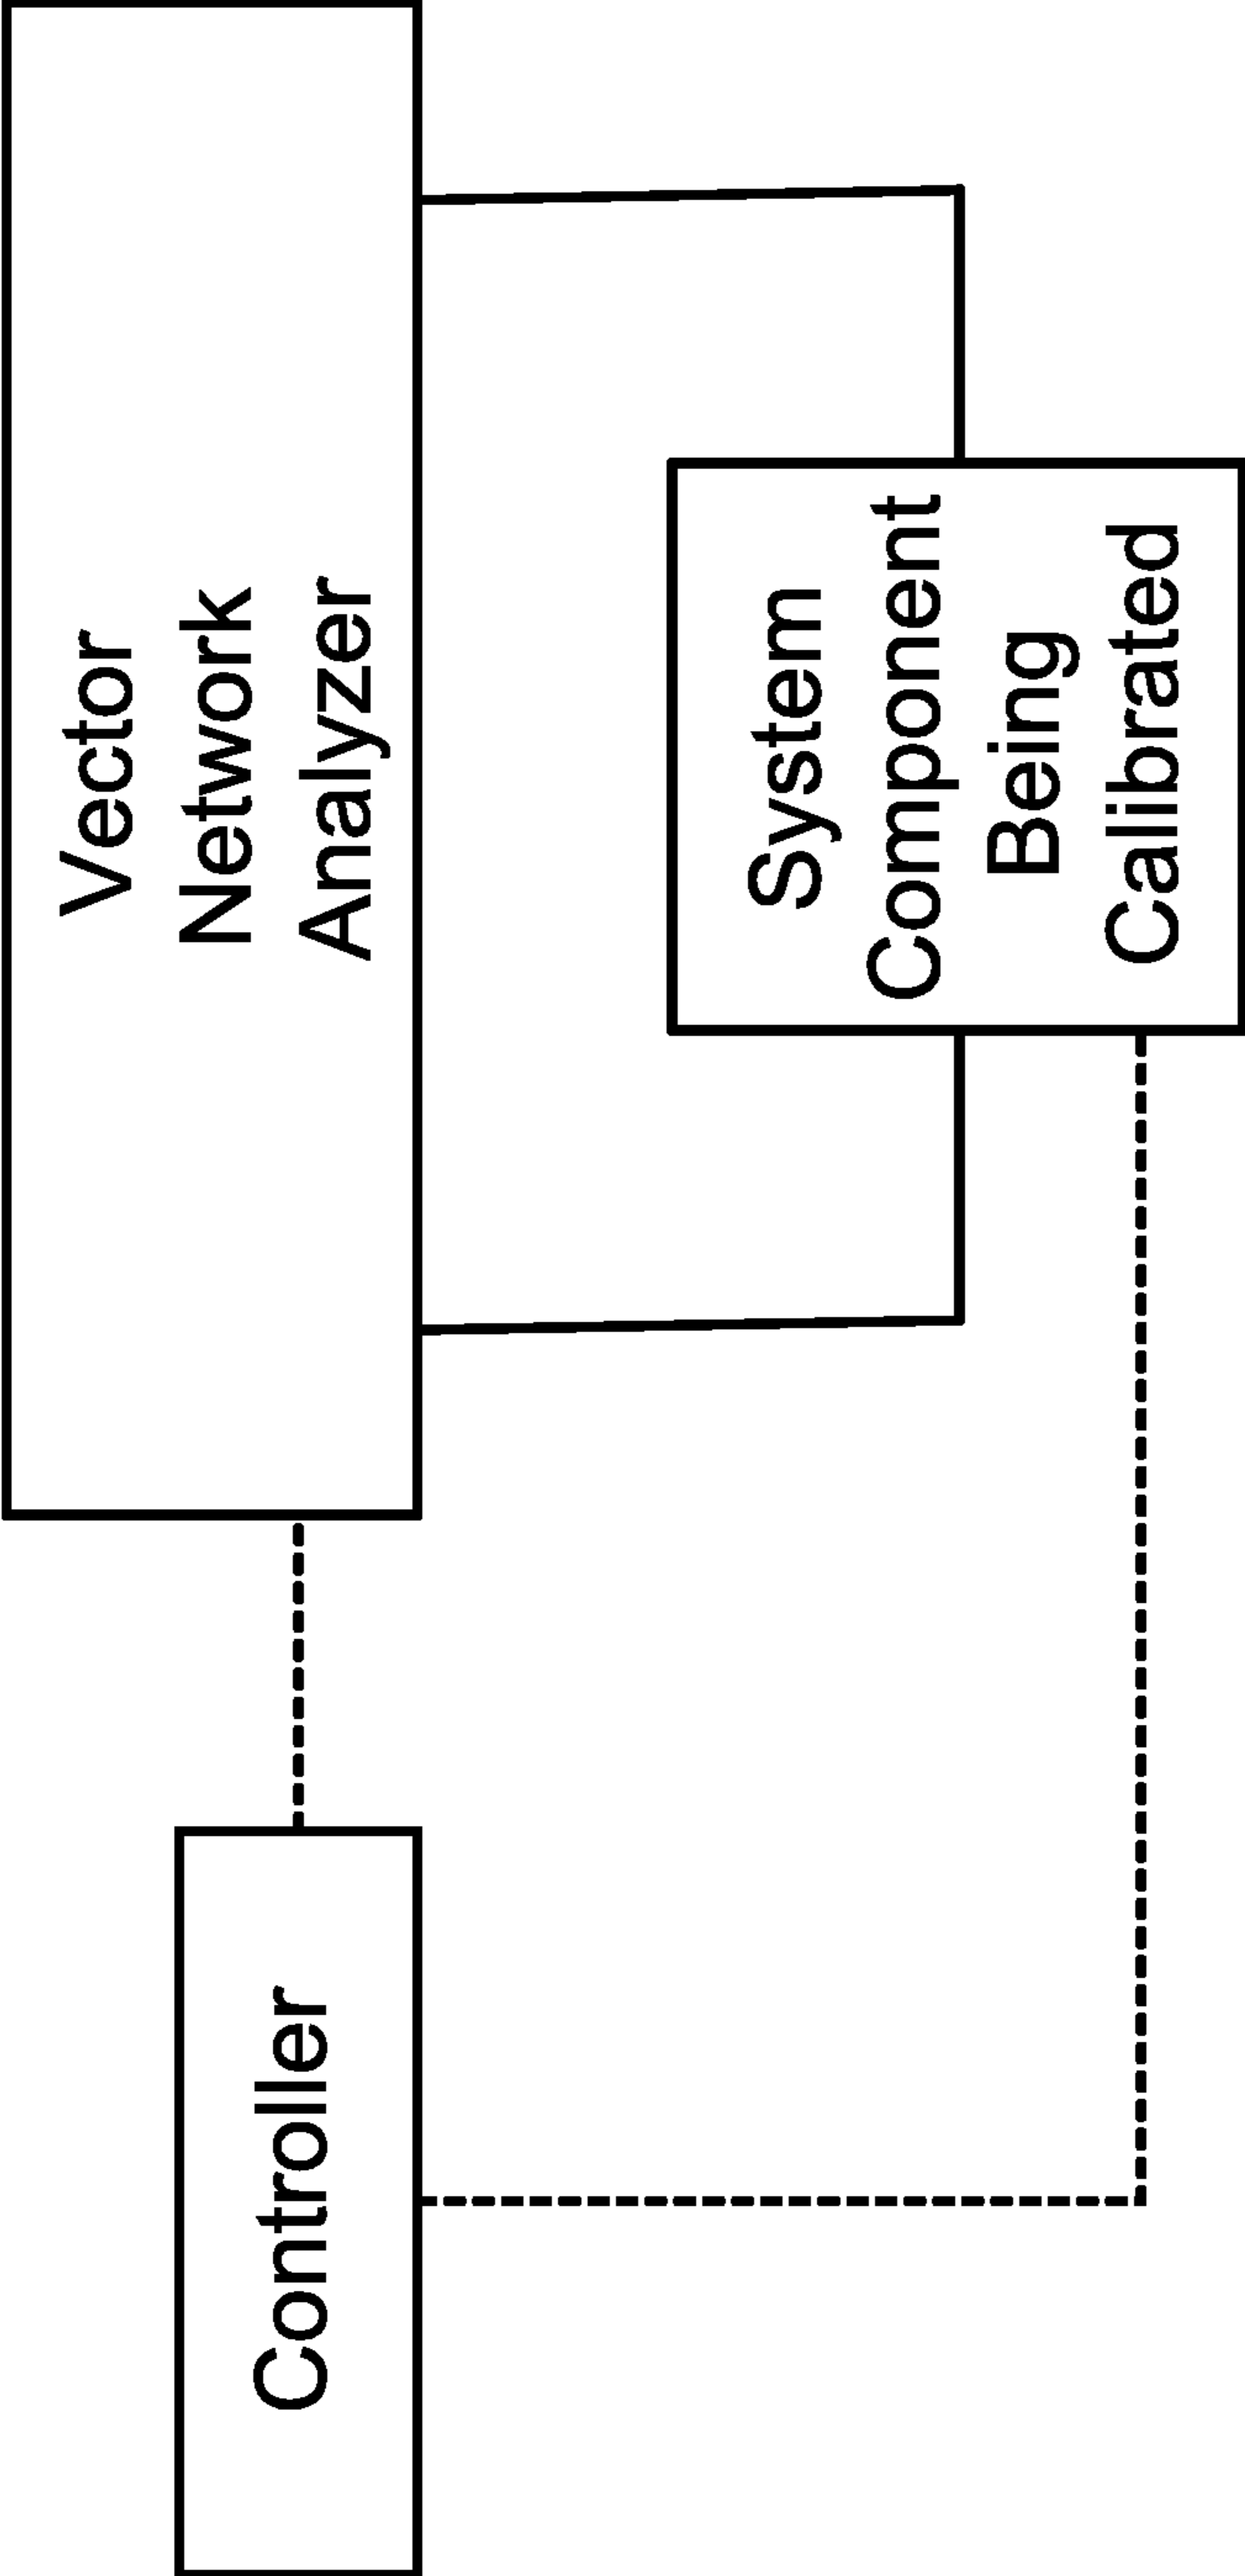 Controller
Vector
Network
Analyzer
System
Component
Being
Calibrated